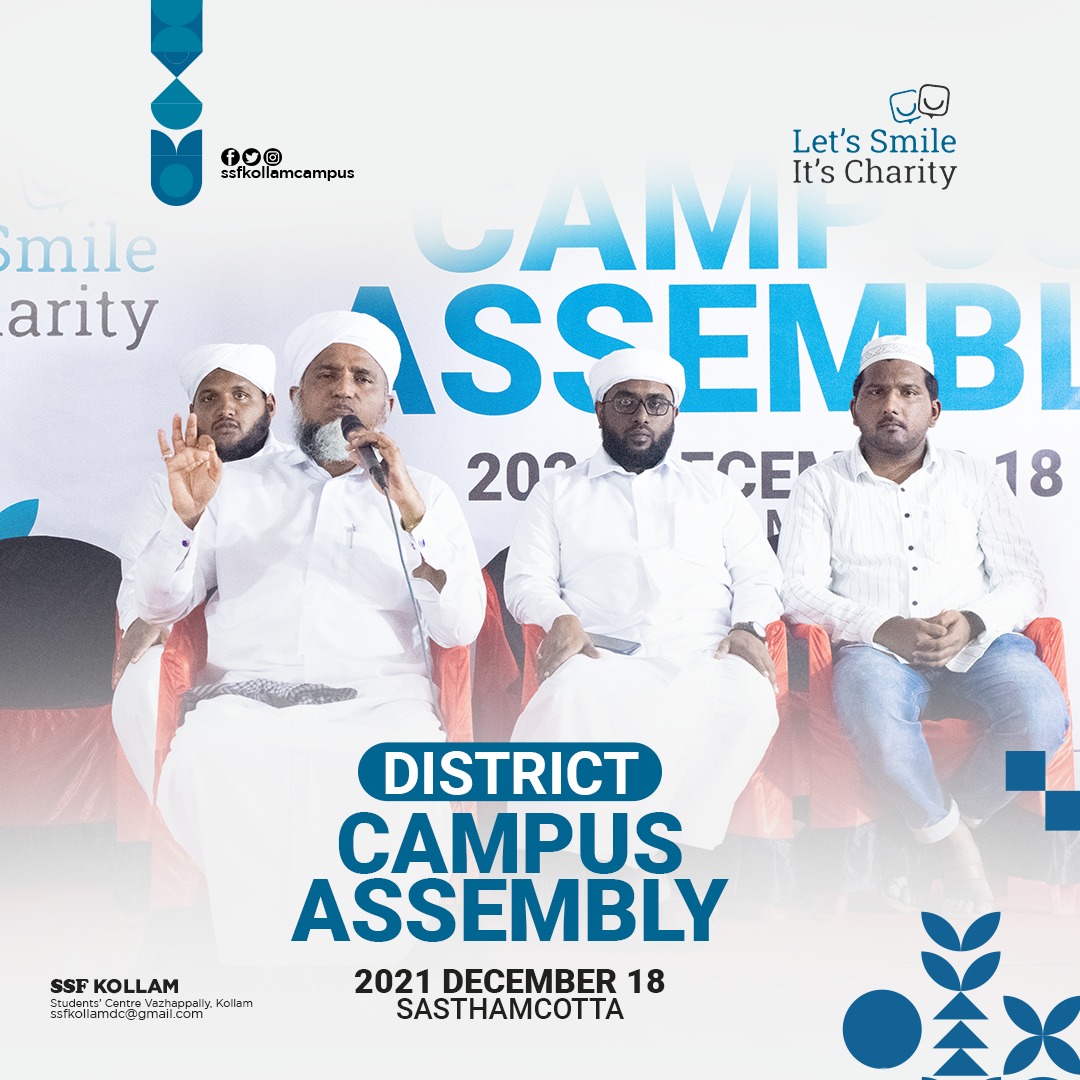 ssfkollamcampus
Let's Smile
It's Charity
Smile
arity
CAMP
ASSEMBL
18
DISTRICT
CAMPUS
ASSEMBLY
2021 DECEMBER 18
SASTHAMCOTTA
SSF KOLLAM
Students' Centre Vazhappally, Kollam
ssfkollamdc@gmail.com